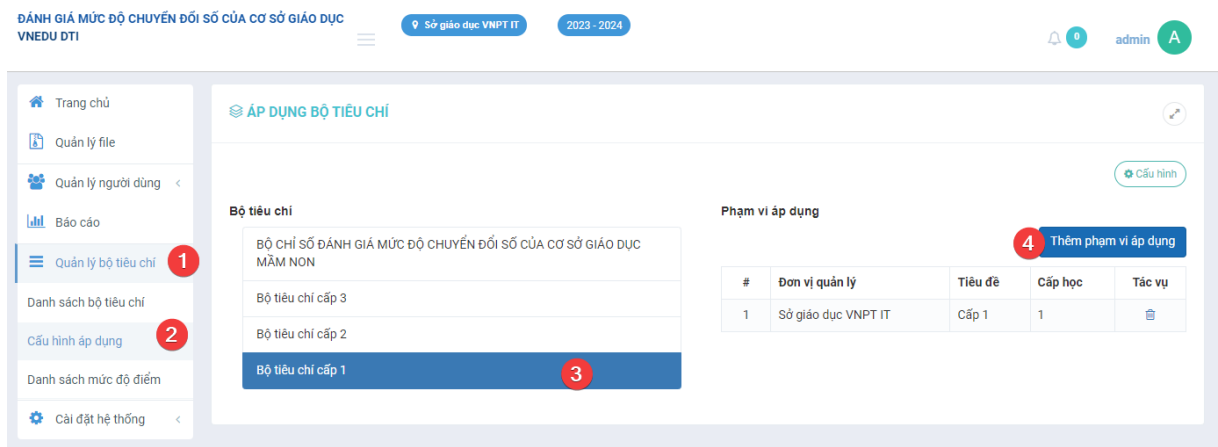 ĐÁNH GIÁ MỨC ĐỘ CHUYỂN ĐỔI SỐ CỦA CƠ SỞ GIÁO DỤC
VNEDU DTI
Sở giáo dục VNPT IT
2023 - 2024
0
admin
A
Trang chủ
Quản lý file
Quản lý người dùng
Báo cáo
Quản lý bộ tiêu chí
1
Danh sách bộ tiêu chí
Cấu hình áp dụng
2
Danh sách mức độ điểm
Cài đặt hệ thống
ÁP DỤNG BỘ TIÊU CHÍ
Cấu hình
Bộ tiêu chí
BỘ CHỈ SỐ ĐÁNH GIÁ MỨC ĐỘ CHUYỂN ĐỔI SỐ CỦA CƠ SỞ GIÁO DỤC
MẦM NON
Bộ tiêu chí cấp 3
Bộ tiêu chí cấp 2
Bộ tiêu chí cấp 1
3
Phạm vi áp dụng
4
Thêm phạm vi áp dụng
# Đơn vị quản lý Tiêu đề Cấp học Tác vụ
1 Sở giáo dục VNPT IT Cấp 1 1